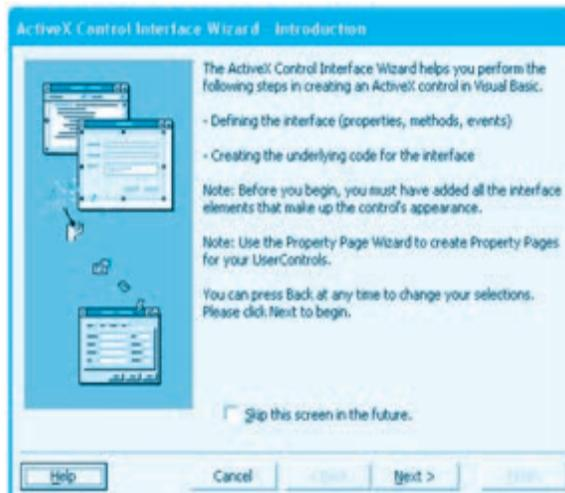 ActiveX Control Interface Wizard - Introduction
The ActiveX Control Interface Wizard helps you perform the
following steps in creating an ActiveX control in Visual Basic.
- Defining the interface (properties, methods, events)
- Creating the underlying code for the interface
Note: Before you begin, you must have added all the interface
elements that make up the control's appearance.
Note: Use the Property Page Wizard to create Property Pages
for your UserControls.
You can press Back at any time to change your selections.
Please click Next to begin.
Skip this screen in the future.
Help Cancel < Back Next >